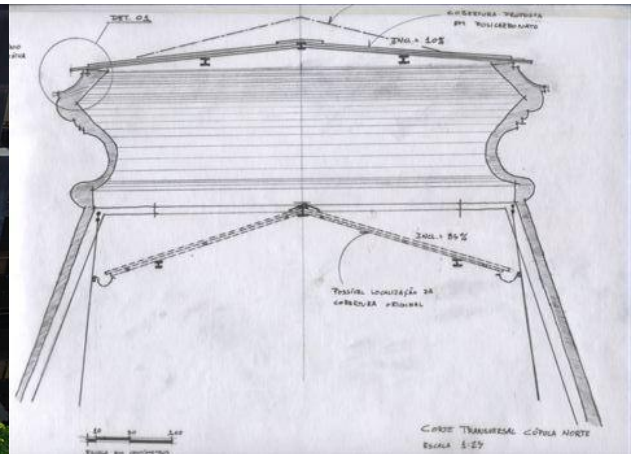 DET. 01
COBERTURA PROPOSTA
EM POLICARBONATO
INCL. = 10%
INCL. = 34%
POSSÍVEL LOCALIZAÇÃO DA
COBERTURA ORIGINAL
CORTE TRANSVERSAL CÚPULA NORTE
ESCALA 1:25